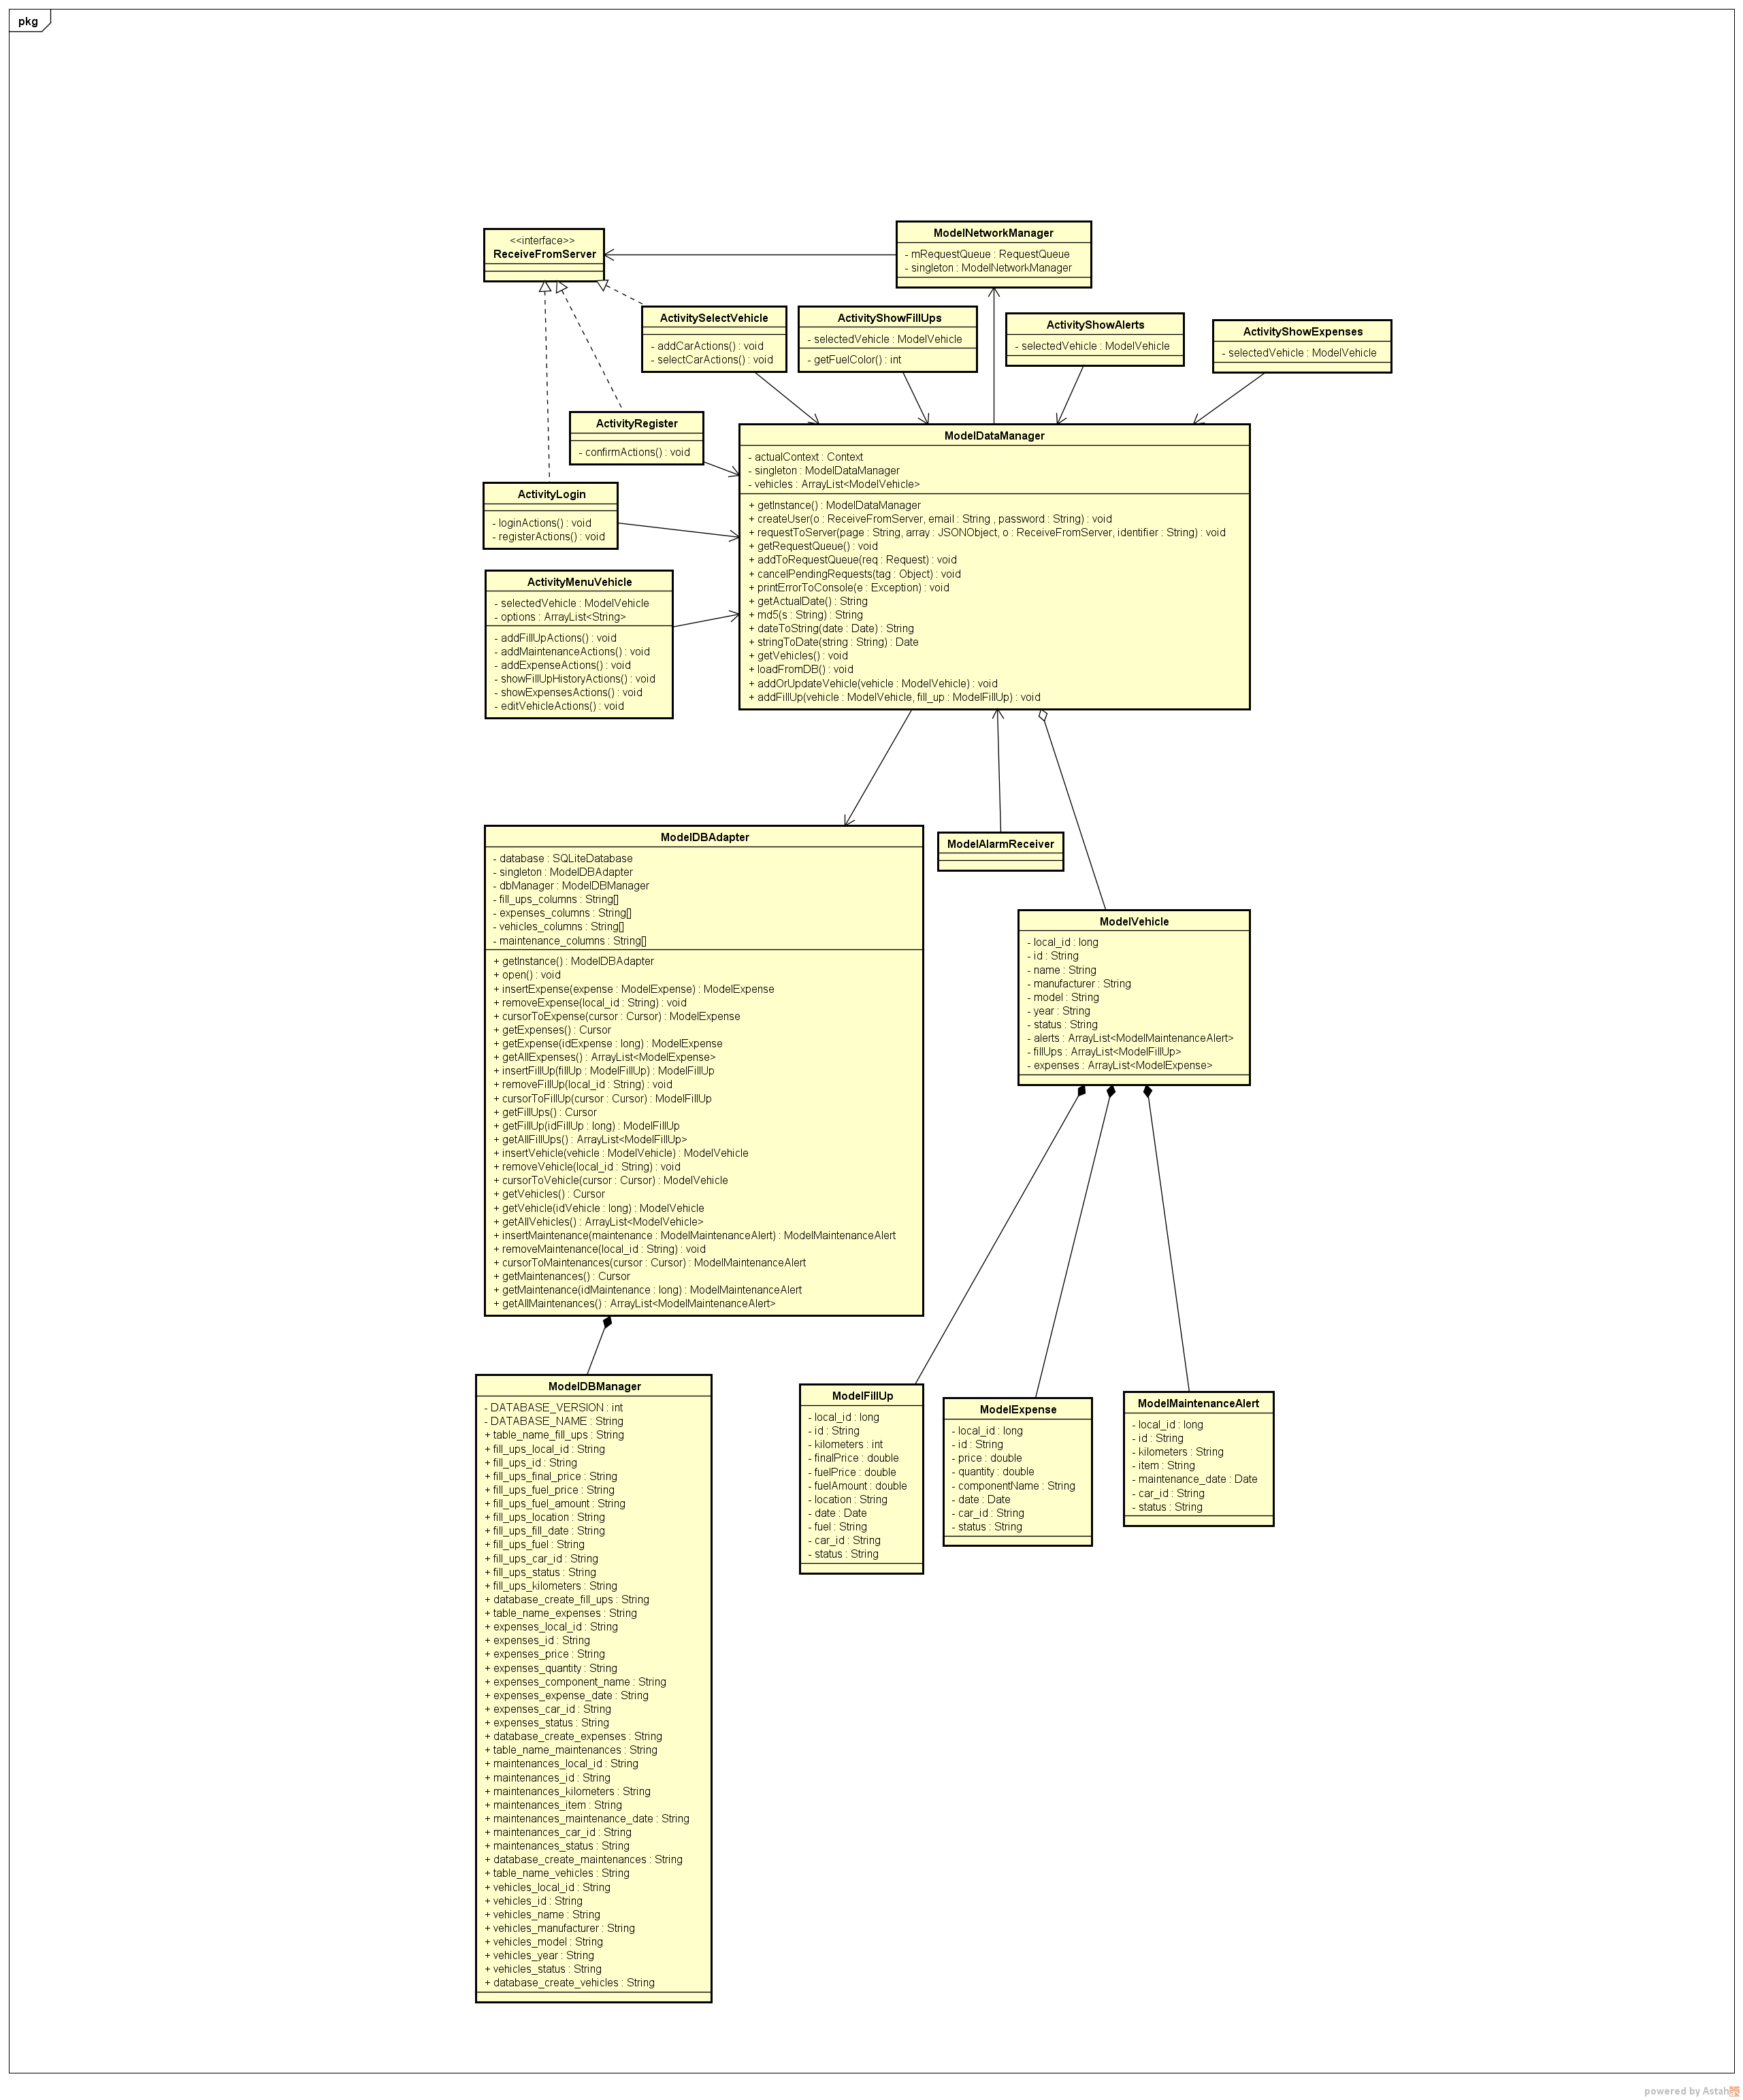 pkg
<<interface>>
ReceiveFromServer
ModelNetworkManager
- mRequestQueue : RequestQueue
- singleton : ModelNetworkManager
ActivitySelectVehicle
- addCarActions() : void
- selectCarActions() : void
ActivityShowFillUps
- selectedVehicle : ModelVehicle
- getFuelColor() : int
ActivityShowAlerts
- selectedVehicle : ModelVehicle
ActivityShowExpenses
- selectedVehicle : ModelVehicle
ActivityRegister
- confirmActions() : void
ActivityLogin
- loginActions() : void
- registerActions() : void
ActivityMenuVehicle
- selectedVehicle : ModelVehicle
- options : ArrayList<String>
- addFillUpActions() : void
- addMaintenanceActions() : void
- addExpenseActions() : void
- showFillUpHistoryActions() : void
- showExpensesActions() : void
- editVehicleActions() : void
ModelDataManager
- actualContext : Context
- singleton : ModelDataManager
- vehicles : ArrayList<ModelVehicle>
+ getInstance() : ModelDataManager
+ createUser(o : ReceiveFromServer, email : String , password : String) : void
+ requestToServer(page : String, array : JSONObject, o : ReceiveFromServer, identifier : String) : void
+ getRequestQueue() : void
+ addToRequestQueue(req : Request) : void
+ cancelPendingRequests(tag : Object) : void
+ printErrorToConsole(e : Exception) : void
+ getActualDate() : String
+ md5(s : String) : String
+ dateToString(date : Date) : String
+ stringToDate(string : String) : Date
+ getVehicles() : void
+ loadFromDB() : void
+ addOrUpdateVehicle(vehicle : ModelVehicle) : void
+ addFillUp(vehicle : ModelVehicle, fill_up : ModelFillUp) : void
ModelDBAdapter
- database : SQLiteDatabase
- singleton : ModelDBAdapter
- dbManager : ModelDBManager
- fill_ups_columns : String[]
- expenses_columns : String[]
- vehicles_columns : String[]
- maintenance_columns : String[]
+ getInstance() : ModelDBAdapter
+ open() : void
+ insertExpense(expense : ModelExpense) : ModelExpense
+ removeExpense(local_id : String) : void
+ cursorToExpense(cursor : Cursor) : ModelExpense
+ getExpenses() : Cursor
+ getExpense(idExpense : long) : ModelExpense
+ getAllExpenses() : ArrayList<ModelExpense>
+ insertFillUp(fillUp : ModelFillUp) : ModelFillUp
+ removeFillUp(local_id : String) : void
+ cursorToFillUp(cursor : Cursor) : ModelFillUp
+ getFillUps() : Cursor
+ getFillUp(idFillUp : long) : ModelFillUp
+ getAllFillUps() : ArrayList<ModelFillUp>
+ insertVehicle(vehicle : ModelVehicle) : ModelVehicle
+ removeVehicle(local_id : String) : void
+ cursorToVehicle(cursor : Cursor) : ModelVehicle
+ getVehicles() : Cursor
+ getVehicle(idVehicle : long) : ModelVehicle
+ getAllVehicles() : ArrayList<ModelVehicle>
+ insertMaintenance(maintenance : ModelMaintenanceAlert) : ModelMaintenanceAlert
+ removeMaintenance(local_id : String) : void
+ cursorToMaintenances(cursor : Cursor) : ModelMaintenanceAlert
+ getMaintenances() : Cursor
+ getMaintenance(idMaintenance : long) : ModelMaintenanceAlert
+ getAllMaintenances() : ArrayList<ModelMaintenanceAlert>
ModelAlarmReceiver
ModelVehicle
- local_id : long
- id : String
- name : String
- manufacturer : String
- model : String
- year : String
- status : String
- alerts : ArrayList<ModelMaintenanceAlert>
- fillUps : ArrayList<ModelFillUp>
- expenses : ArrayList<ModelExpense>
ModelDBManager
- DATABASE_VERSION : int
- DATABASE_NAME : String
+ table_name_fill_ups : String
+ fill_ups_local_id : String
+ fill_ups_id : String
+ fill_ups_final_price : String
+ fill_ups_fuel_price : String
+ fill_ups_fuel_amount : String
+ fill_ups_location : String
+ fill_ups_fill_date : String
+ fill_ups_fuel : String
+ fill_ups_car_id : String
+ fill_ups_status : String
+ fill_ups_kilometers : String
+ database_create_fill_ups : String
+ table_name_expenses : String
+ expenses_local_id : String
+ expenses_id : String
+ expenses_price : String
+ expenses_quantity : String
+ expenses_component_name : String
+ expenses_expense_date : String
+ expenses_car_id : String
+ expenses_status : String
+ database_create_expenses : String
+ table_name_maintenances : String
+ maintenances_local_id : String
+ maintenances_id : String
+ maintenances_kilometers : String
+ maintenances_item : String
+ maintenances_maintenance_date : String
+ maintenances_car_id : String
+ maintenances_status : String
+ database_create_maintenances : String
+ table_name_vehicles : String
+ vehicles_local_id : String
+ vehicles_id : String
+ vehicles_name : String
+ vehicles_manufacturer : String
+ vehicles_model : String
+ vehicles_year : String
+ vehicles_status : String
+ database_create_vehicles : String
ModelFillUp
- local_id : long
- id : String
- kilometers : int
- finalPrice : double
- fuelPrice : double
- fuelAmount : double
- location : String
- date : Date
- fuel : String
- car_id : String
- status : String
ModelExpense
- local_id : long
- id : String
- price : double
- quantity : double
- componentName : String
- date : Date
- car_id : String
- status : String
ModelMaintenanceAlert
- local_id : long
- id : String
- kilometers : String
- item : String
- maintenance_date : Date
- car_id : String
- status : String
powered by Astah